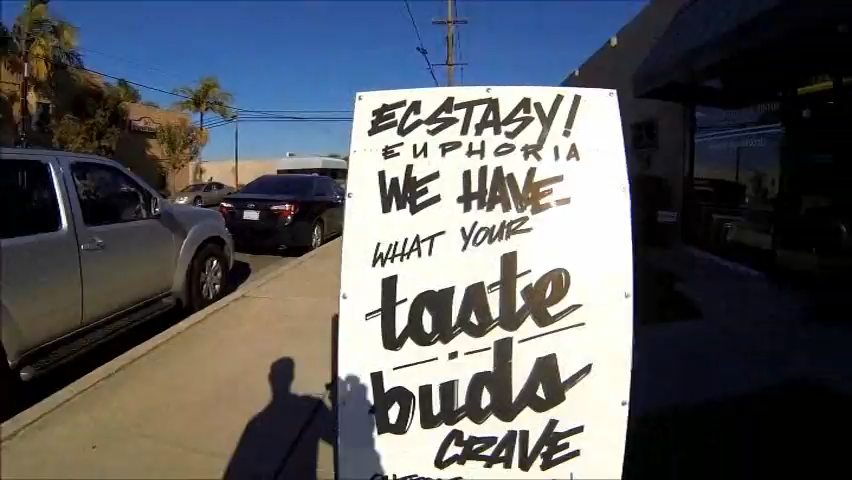 ECSTASY!
EUPHORIA
WE HAVE
WHAT YOUR
taste
buds
CRAVE